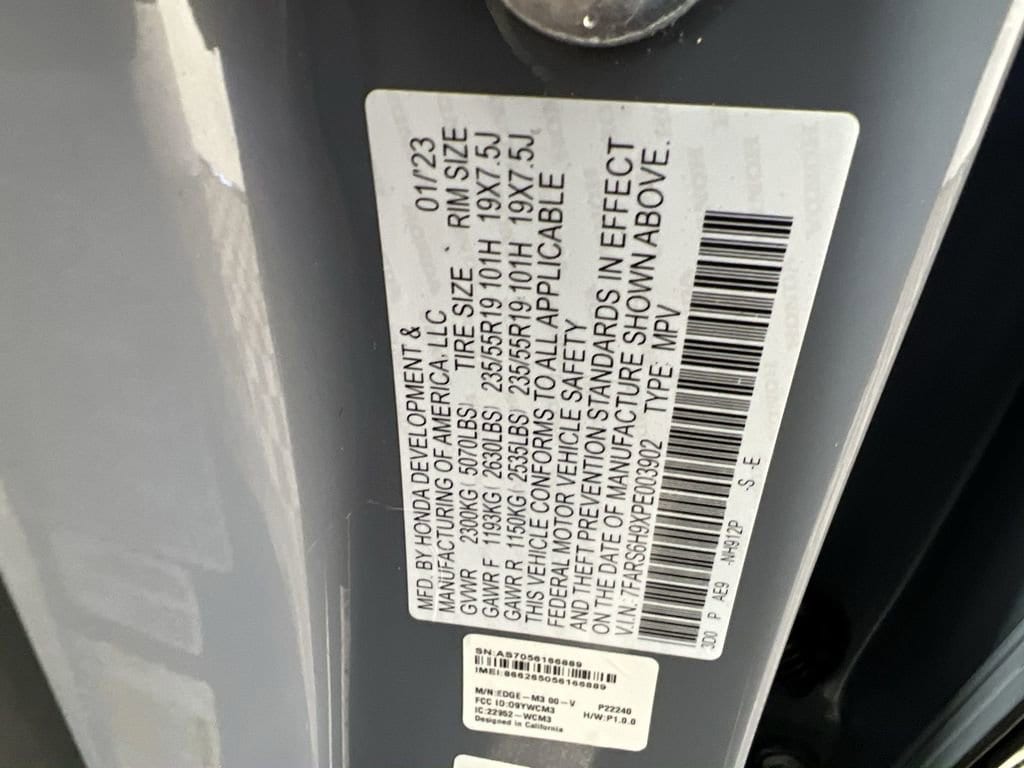 MFD. BY HONDA DEVELOPMENT &
MANUFACTURING OF AMERICA, LLC 01/'23
GVWR 2300KG( 5070LBS) TIRE SIZE RIM SIZE
GAWR F 1193KG( 2630LBS) 235/55R19 101H 19X7.5J
GAWR R 1150KG( 2535LBS) 235/55R19 101H 19X7.5J
THIS VEHICLE CONFORMS TO ALL APPLICABLE
FEDERAL MOTOR VEHICLE SAFETY
AND THEFT PREVENTION STANDARDS IN EFFECT
ON THE DATE OF MANUFACTURE SHOWN ABOVE.
V.I.N: 7FARS6H9XPE003902 TYPE: MPV
3D0 P AE9 -NH912P -S -E
SN:AS7056166889
IMEI:866265056166889
M/N:EDGE-M3 00-V P22240
FCC ID:O9YWCM3 H/W:P1.0.0
IC:22952-WCM3
Designed in California